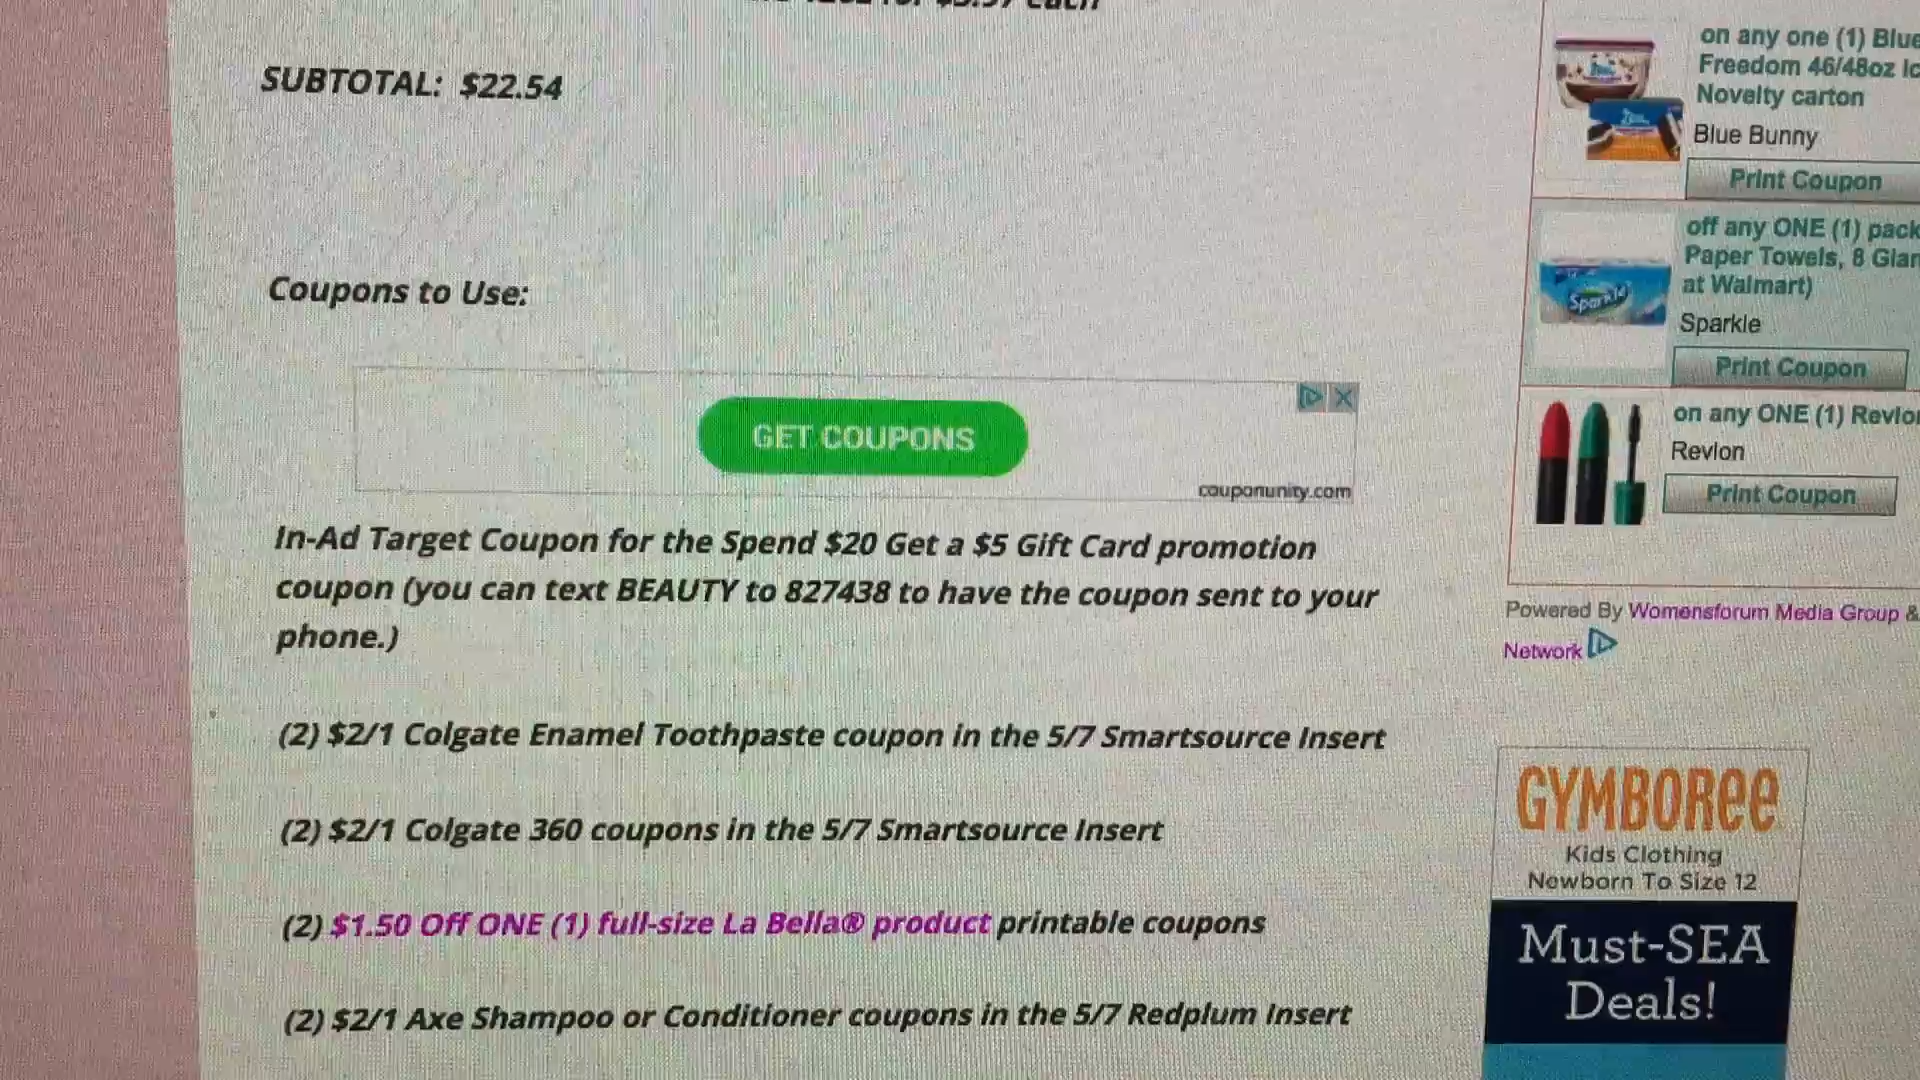 SUBTOTAL: $22.54
Coupons to Use:
GET COUPONS
couponunity.com
In-Ad Target Coupon for the Spend $20 Get a $5 Gift Card promotion
coupon (you can text BEAUTY to 827438 to have the coupon sent to your
phone.)
(2) $2/1 Colgate Enamel Toothpaste coupon in the 5/7 Smartsource Insert
(2) $2/1 Colgate 360 coupons in the 5/7 Smartsource Insert
(2) $1.50 Off ONE (1) full-size La Bella® product printable coupons
(2) $2/1 Axe Shampoo or Conditioner coupons in the 5/7 Redplum Insert
on any one (1) Blue
Freedom 46/48oz Ic
Novelty carton
Blue Bunny
Print Coupon
off any ONE (1) pack
Paper Towels, 8 Gian
at Walmart)
Sparkle
Sparkle
Print Coupon
on any ONE (1) Revlon
Revlon
Print Coupon
Powered By Womensforum Media Group &
Network
GYMBOREE
Kids Clothing
Newborn To Size 12
Must-SEA
Deals!